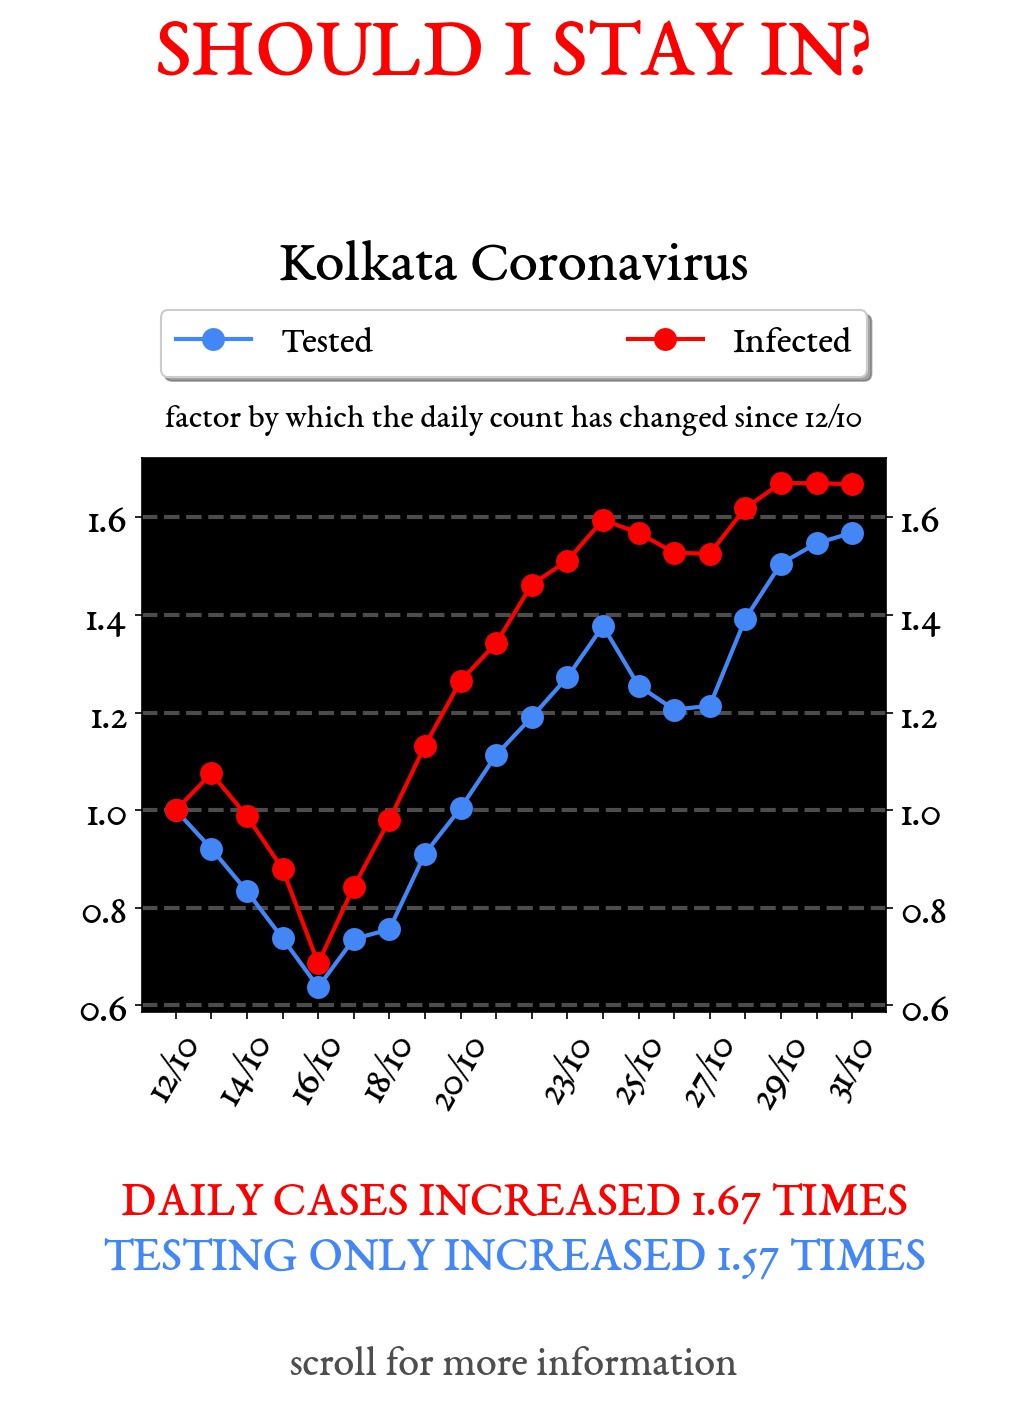 SHOULD I STAY IN?
Kolkata Coronavirus
Tested Infected
factor by which the daily count has changed since 12/10
1.6 1.6
1.4 1.4
1.2 1.2
1.0 1.0
0.8 0.8
0.6 0.6
12/10 14/10 16/10 18/10 20/10 23/10 25/10 27/10 29/10 31/10
DAILY CASES INCREASED 1.67 TIMES
TESTING ONLY INCREASED 1.57 TIMES
scroll for more information